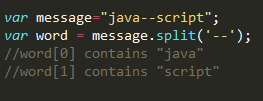 var message="java--script";
var word = message.split('--');
//word[0] contains "java"
//word[1] contains "script"